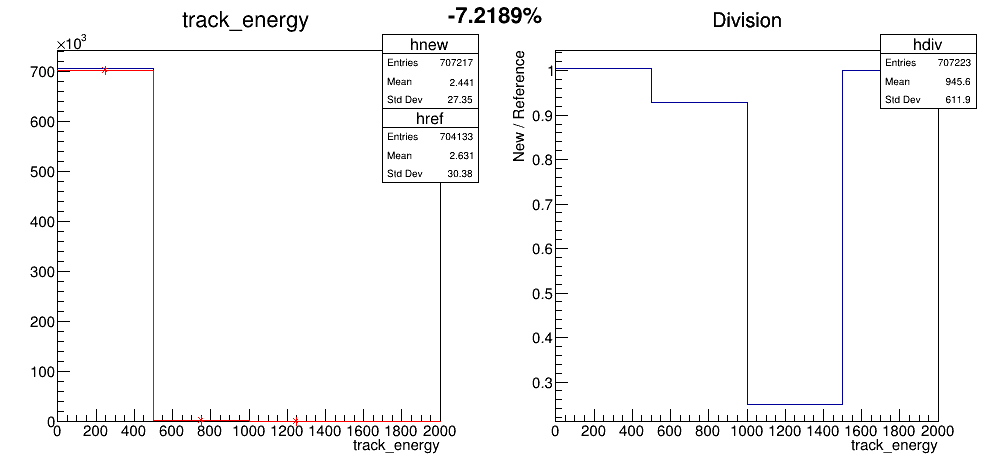 -7.2189%
track_energy
×10³
hnew
Entries 707217
Mean 2.441
Std Dev 27.35
href
Entries 704133
Mean 2.631
Std Dev 30.38
700
600
500
400
300
200
100
0
0 200 400 600 800 1000 1200 1400 1600 1800 2000
track_energy
Division
hdiv
Entries 707223
Mean 945.6
Std Dev 611.9
New / Reference
1
0.9
0.8
0.7
0.6
0.5
0.4
0.3
0 200 400 600 800 1000 1200 1400 1600 1800 2000
track_energy